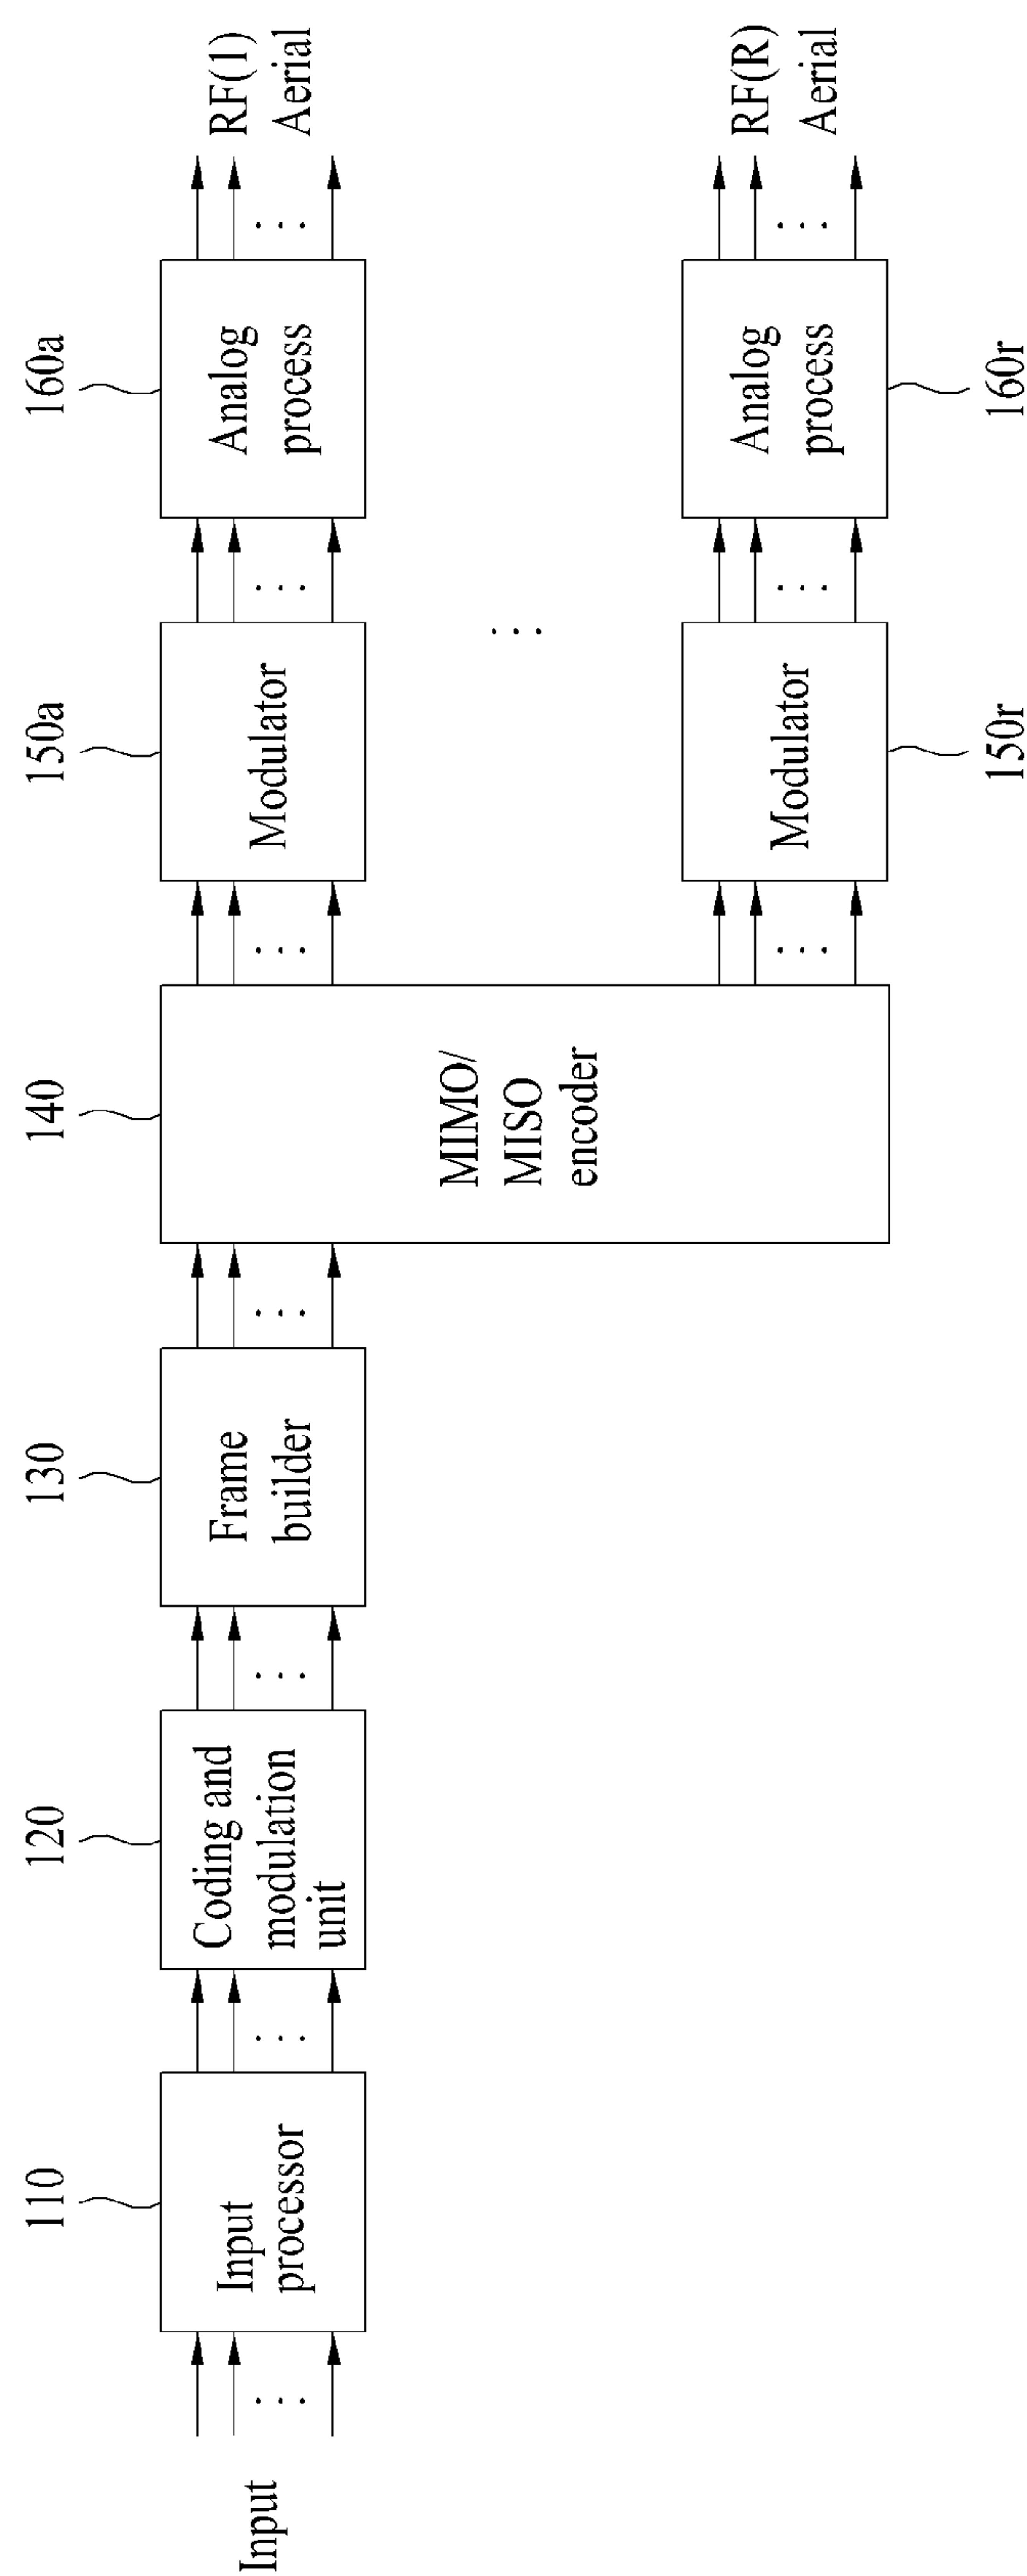 110
120
130
140
150a
160a
Input
Input
processor
Coding and
modulation
unit
Frame
builder
MIMO/
MISO
encoder
Modulator
Analog
process
RF(1)
Aerial
...
Modulator
Analog
process
RF(R)
Aerial
150r
160r